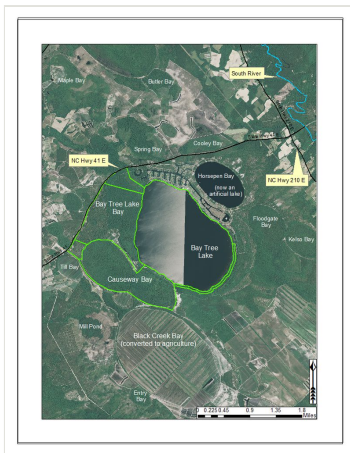 South River
Maple Bay
Butler Bay
Cooley Bay
Spring Bay
NC Hwy 41 E
Horsepen Bay
(now an
artificial lake)
NC Hwy 210 E
Bay Tree Lake
Bay
Floodgate
Bay
Kelso Bay
Bay Tree
Lake
Till Bay
Causeway Bay
Mill Pond
Black Creek Bay
(converted to agriculture)
Entry
Bay
0 0.225 0.45 0.9 1.35 1.8
Miles